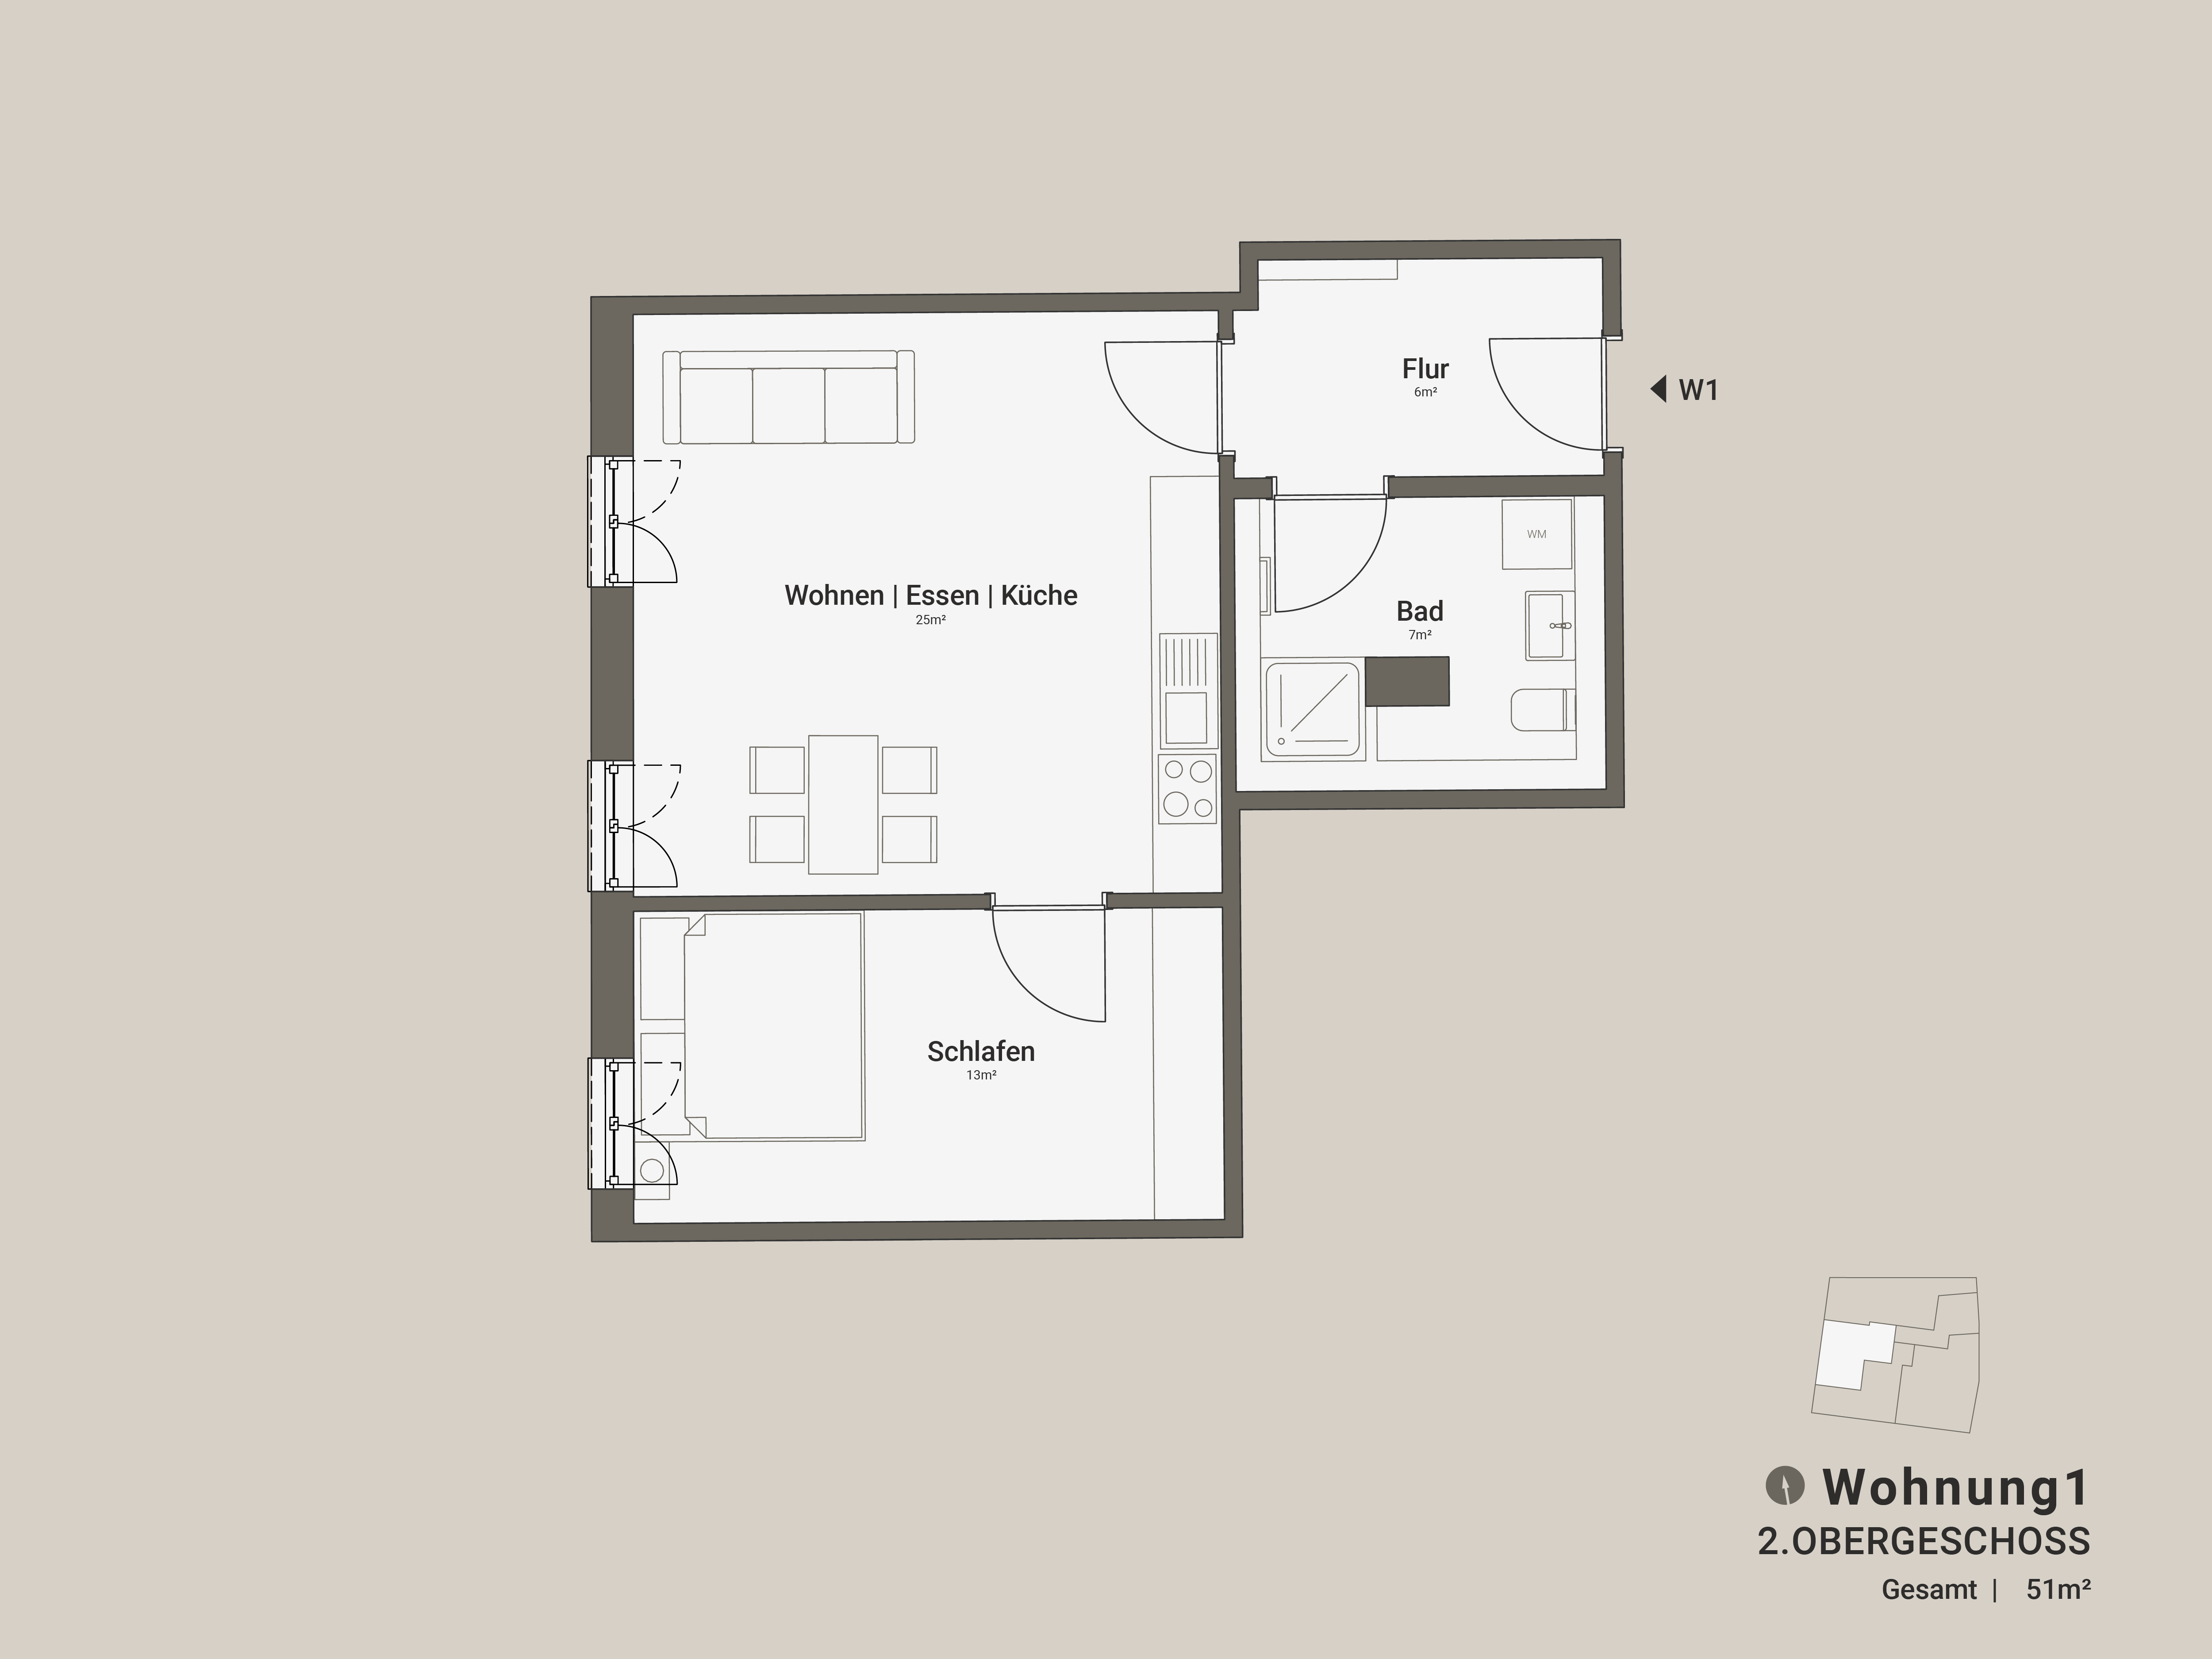 Flur
6m²
W1
WM
Wohnen | Essen | Küche
25m²
Bad
7m²
Schlafen
13m²
Wohnung1
2.OBERGESCHOSS
Gesamt | 51m²